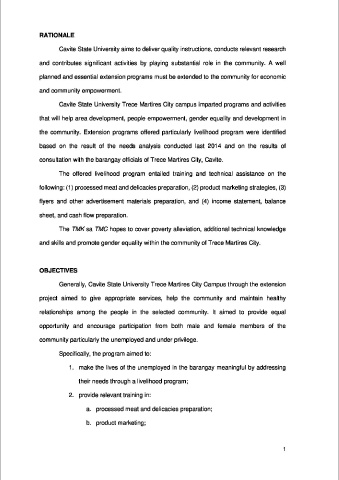 RATIONALE
Cavite State University aims to deliver quality instructions, conducts relevant research
and contributes significant activities by playing substantial role in the community. A well
planned and essential extension programs must be extended to the community for economic
and community empowerment.
Cavite State University Trece Martires City campus imparted programs and activities
that will help area development, people empowerment, gender equality and development in
the community. Extension programs offered particularly livelihood program were identified
based on the result of the needs analysis conducted last 2014 and on the results of
consultation with the barangay officials of Trece Martires City, Cavite.
The offered livelihood program entailed training and technical assistance on the
following: (1) processed meat and delicacies preparation, (2) product marketing strategies, (3)
flyers and other advertisement materials preparation, and (4) income statement, balance
sheet, and cash flow preparation.
The TMK sa TMC hopes to cover poverty alleviation, additional technical knowledge
and skills and promote gender equality within the community of Trece Martires City.
OBJECTIVES
Generally, Cavite State University Trece Martires City Campus through the extension
project aimed to give appropriate services, help the community and maintain healthy
relationships among the people in the selected community. It aimed to provide equal
opportunity and encourage participation from both male and female members of the
community particularly the unemployed and under privilege.
Specifically, the program aimed to:
1. make the lives of the unemployed in the barangay meaningful by addressing
their needs through a livelihood program;
2. provide relevant training in:
a. processed meat and delicacies preparation;
b. product marketing;
1